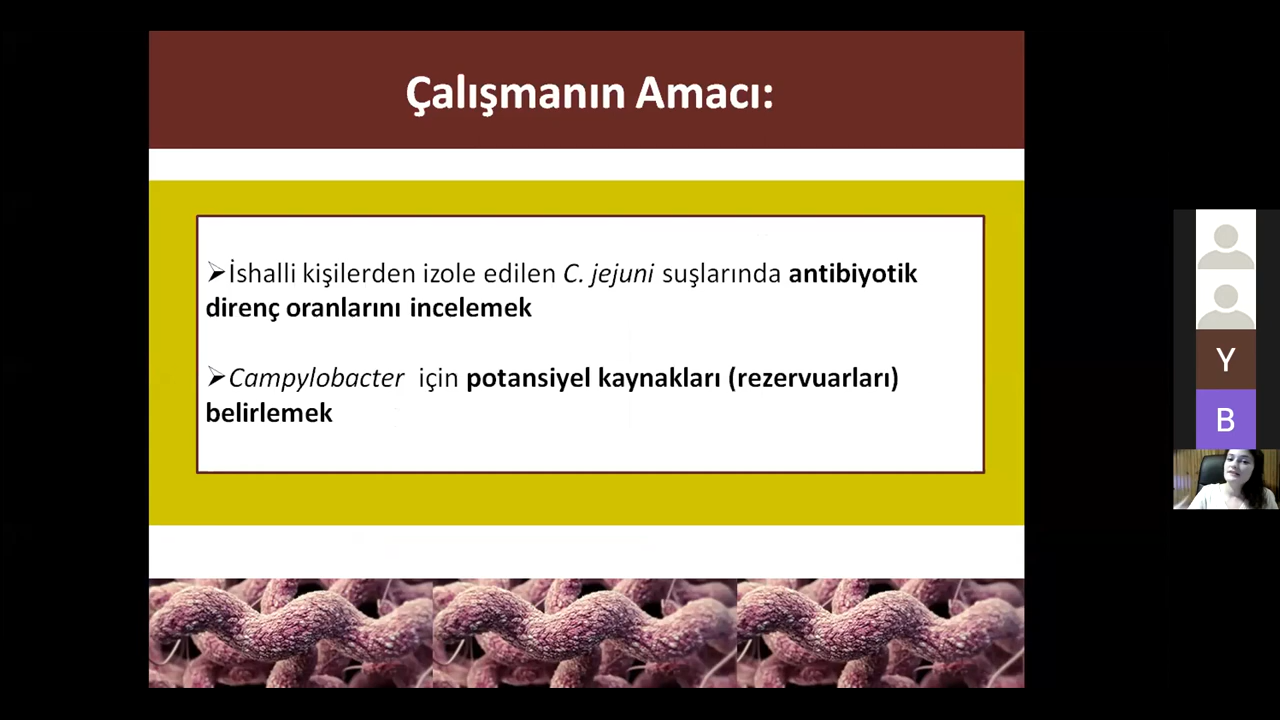 Çalışmanın Amacı:
➢İshalli kişilerden izole edilen C. jejuni suşlarında antibiyotik
direnç oranlarını incelemek
➢Campylobacter için potansiyel kaynakları (rezervuarları)
belirlemek
Y
B